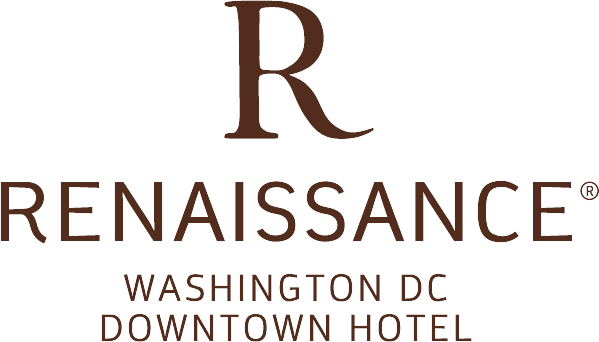 R
RENAISSANCE®
WASHINGTON DC
DOWNTOWN HOTEL